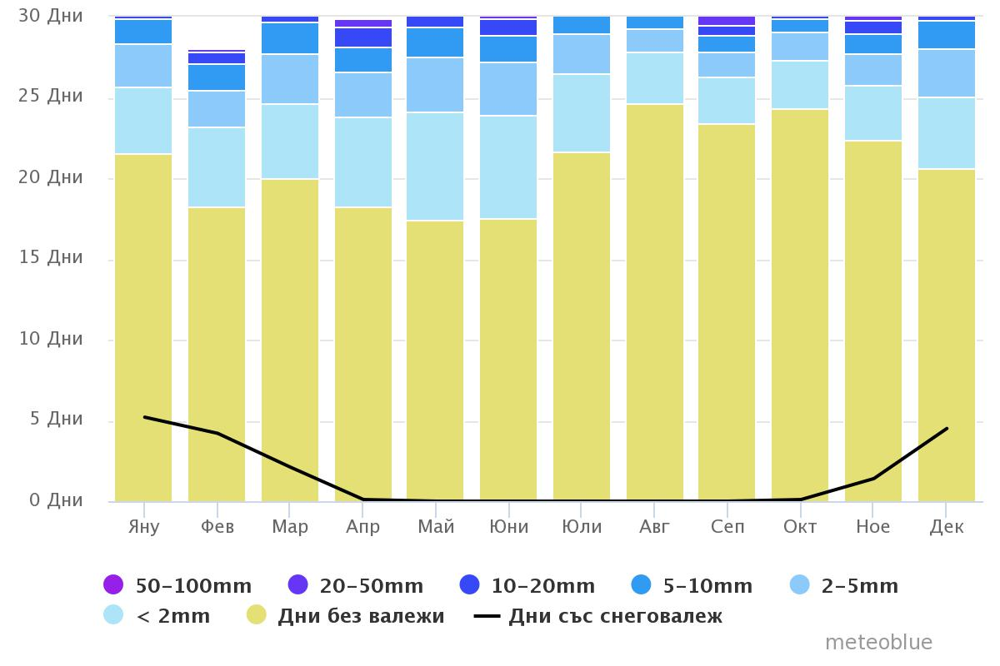 30 Дни
25 Дни
20 Дни
15 Дни
10 Дни
5 Дни
0 Дни
Яну Фев Мар Апр Май Юни Юли Авг Сеп Окт Ное Дек
50–100mm 20–50mm 10–20mm 5–10mm 2–5mm
< 2mm Дни без валежи Дни със снеговалеж
meteoblue